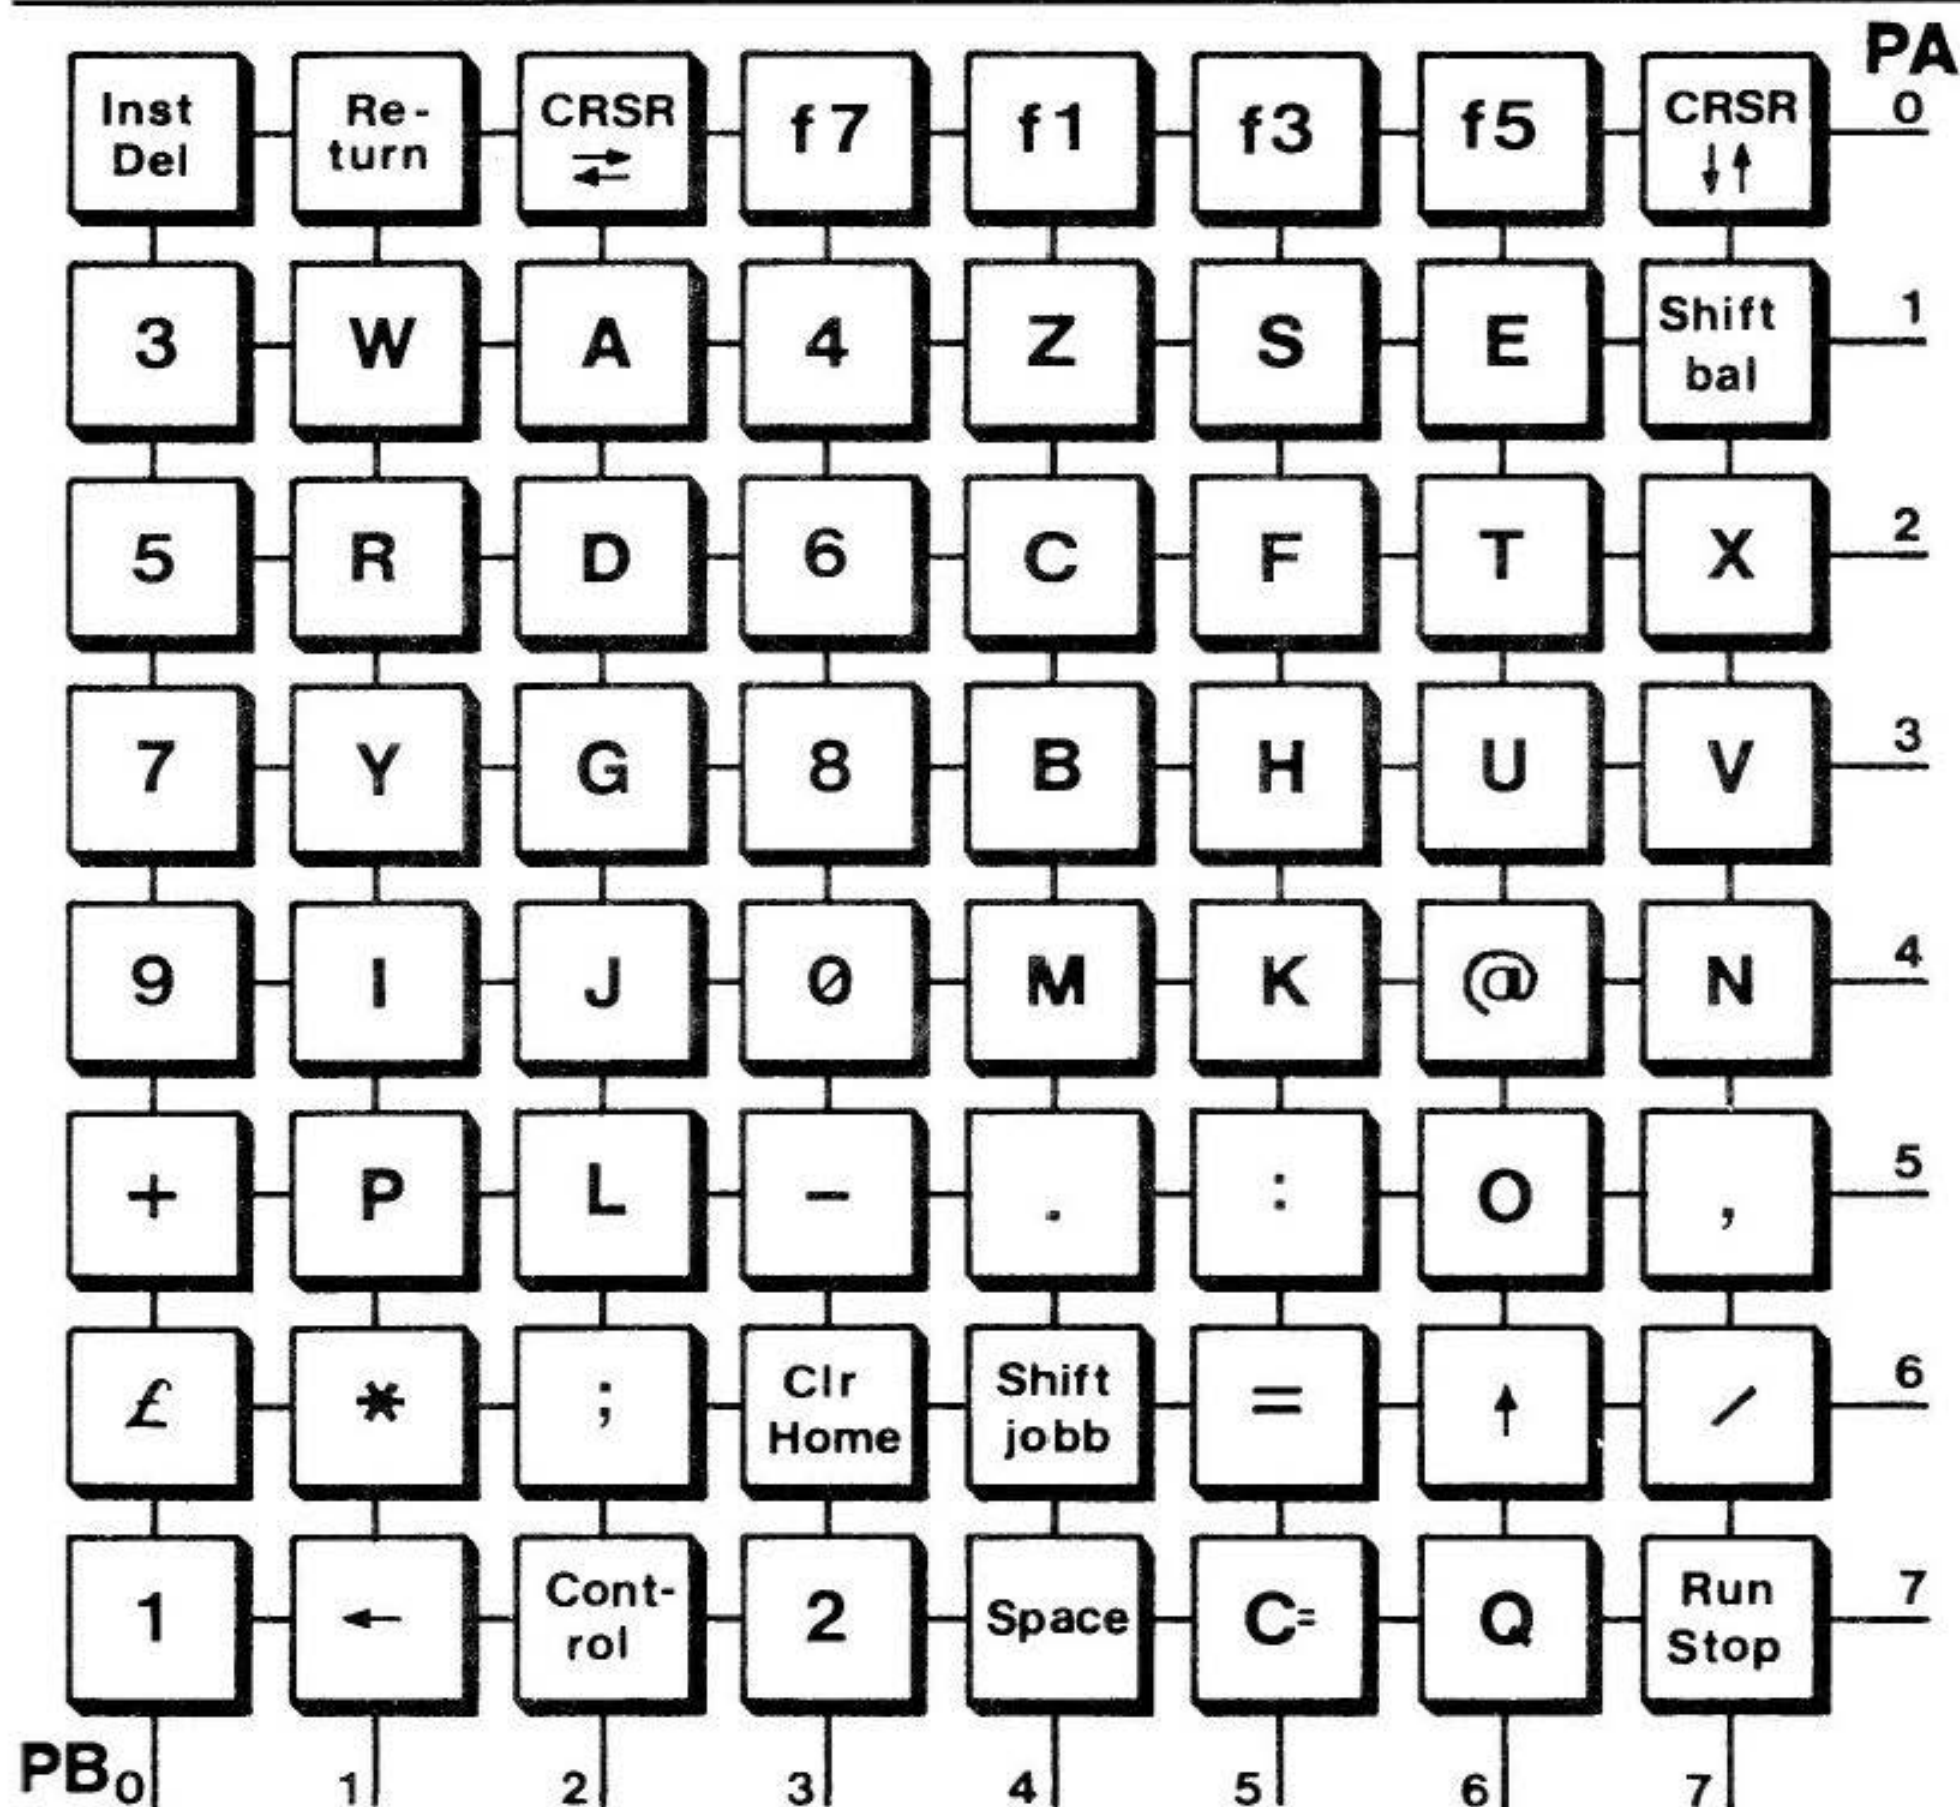 PA
Inst Del Re- turn CRSR ⇄ f7 f1 f3 f5 CRSR ↓↑ 0
3 W A 4 Z S E Shift bal 1
5 R D 6 C F T X 2
7 Y G 8 B H U V 3
9 I J 0 M K @ N 4
+ P L - . : O , 5
£ * ; Clr Home Shift jobb = ↑ / 6
1 ← Cont- rol 2 Space C= Q Run Stop 7
PB 0 1 2 3 4 5 6 7